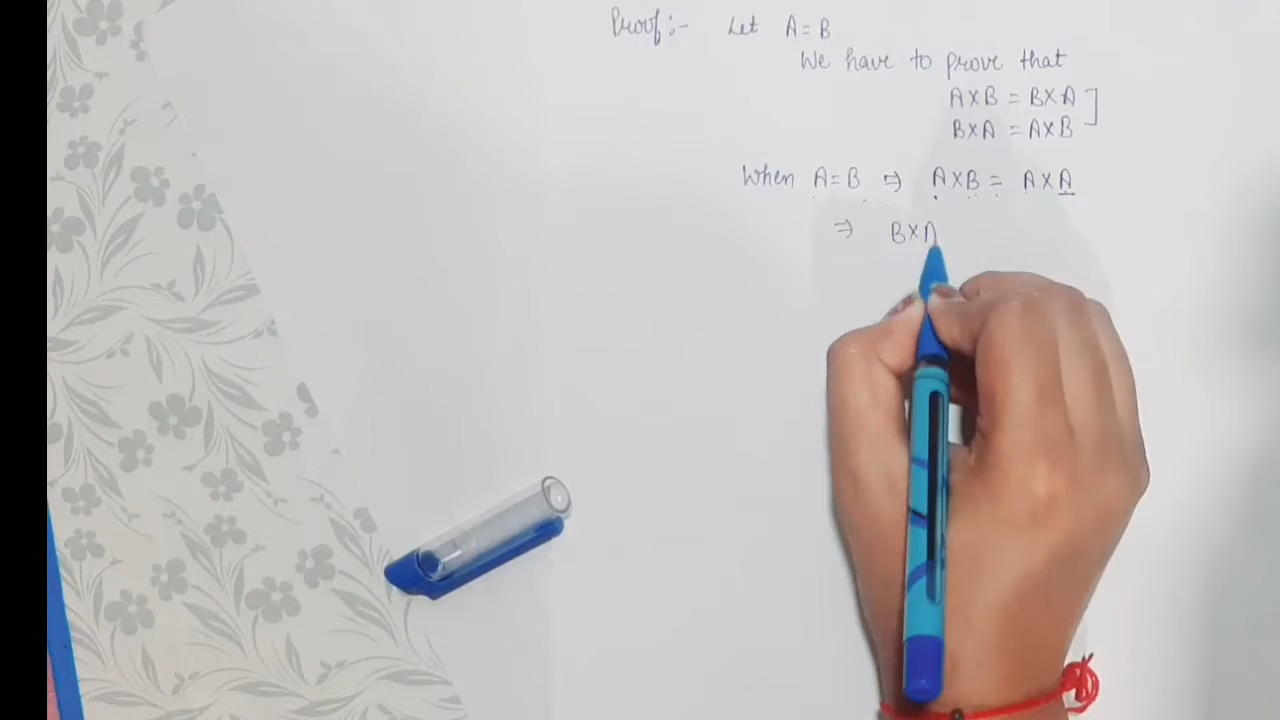 Proof:- Let A = B
We have to prove that
A×B = B×A ]
B×A = A×B
When A = B ⇒ A×B = A×A
⇒ B×A